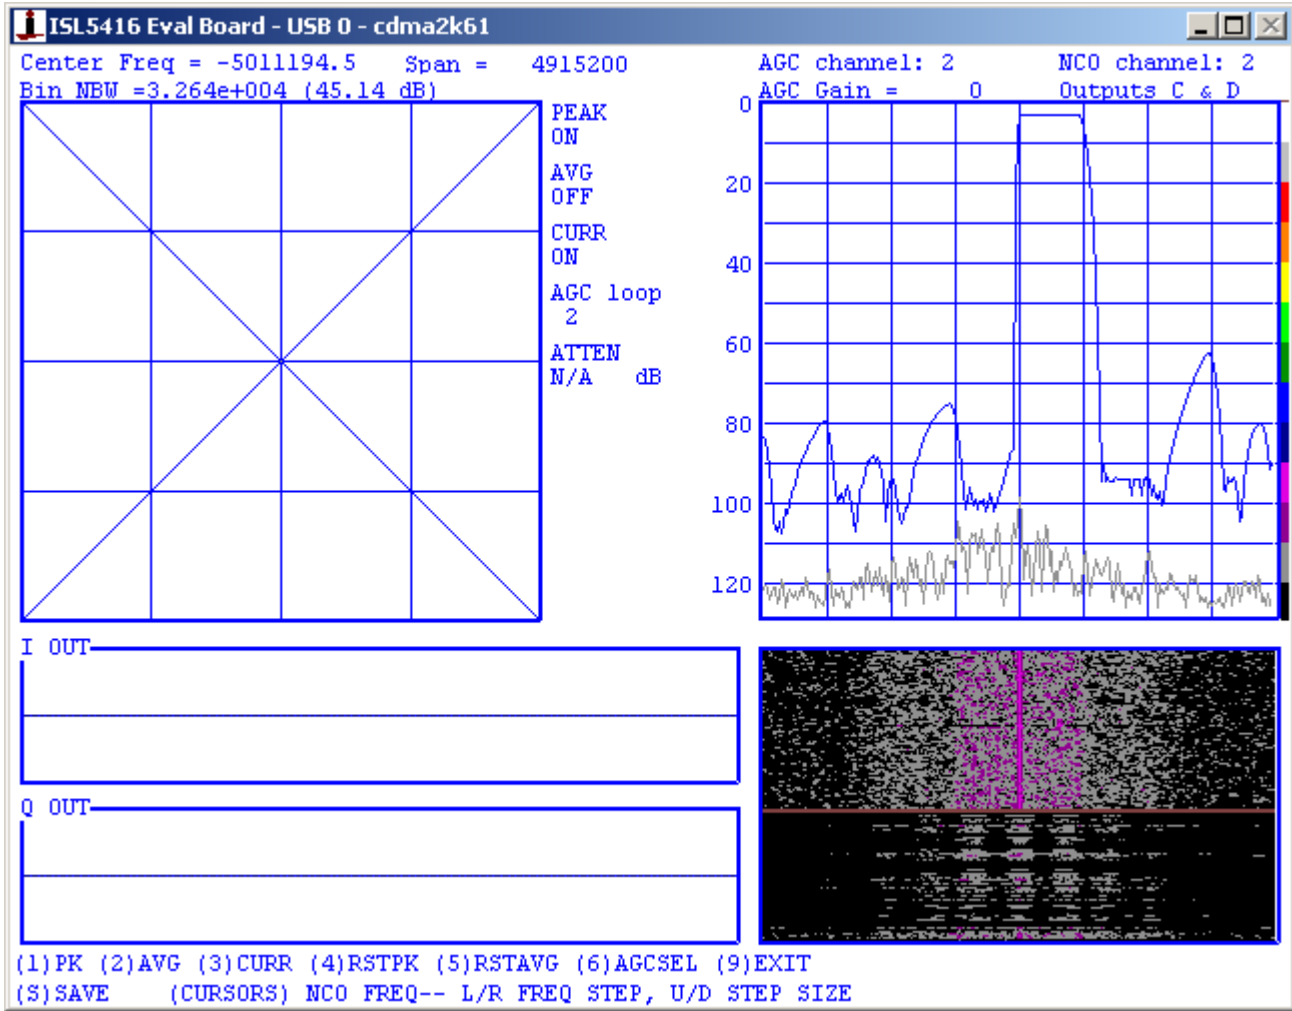 ISL5416 Eval Board - USB 0 - cdma2k61
Center Freq = -5011194.5 Span = 4915200
Bin NBW =3.264e+004 (45.14 dB)
AGC channel: 2 NCO channel: 2
AGC Gain = 0 Outputs C & D
PEAK
ON
AVG
OFF
CURR
ON
AGC loop
2
ATTEN
N/A dB
0
20
40
60
80
100
120
I OUT
Q OUT
(1)PK (2)AVG (3)CURR (4)RSTPK (5)RSTAVG (6)AGCSEL (9)EXIT
(S)SAVE (CURSORS) NCO FREQ-- L/R FREQ STEP, U/D STEP SIZE